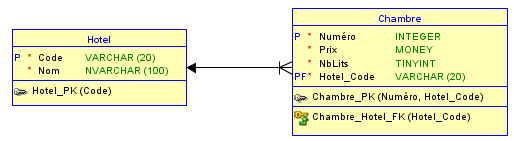 Hotel
P * Code VARCHAR (20)
* Nom NVARCHAR (100)
Hotel_PK (Code)
Chambre
P * Numéro INTEGER
* Prix MONEY
* NbLits TINYINT
PF* Hotel_Code VARCHAR (20)
Chambre_PK (Numéro, Hotel_Code)
Chambre_Hotel_FK (Hotel_Code)